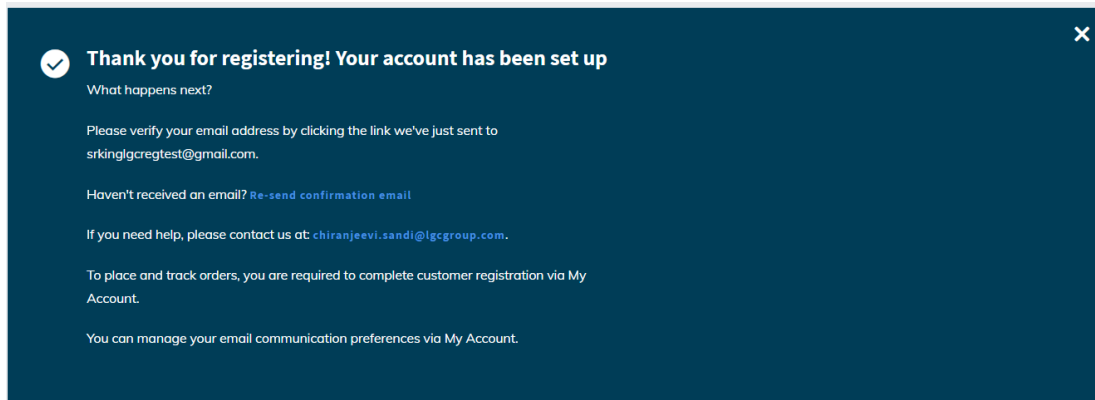 Thank you for registering! Your account has been set up
What happens next?
Please verify your email address by clicking the link we've just sent to
srkinglgcregtest@gmail.com.
Haven't received an email? Re-send confirmation email
If you need help, please contact us at: chiranjeevi.sandi@lgcgroup.com.
To place and track orders, you are required to complete customer registration via My
Account.
You can manage your email communication preferences via My Account.